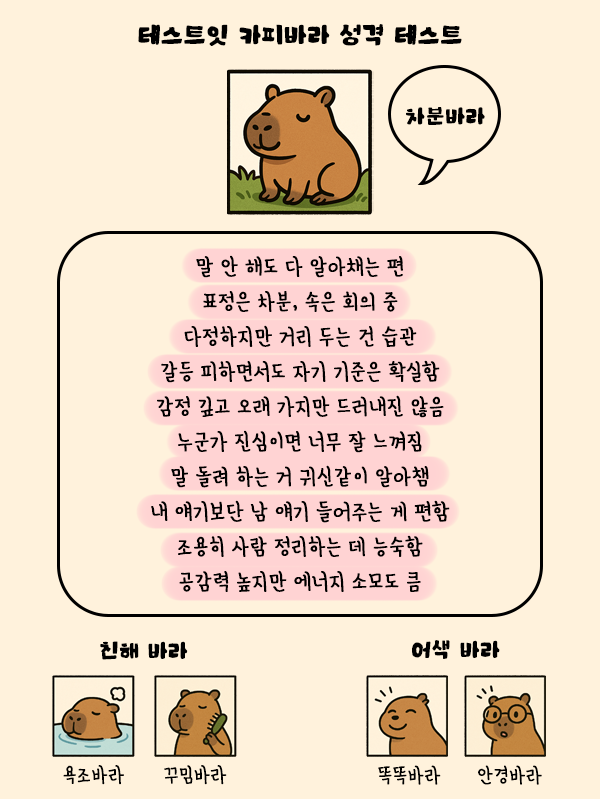 테스트잇 카피바라 성격 테스트
차분바라
말 안 해도 다 알아채는 편
표정은 차분, 속은 회의 중
다정하지만 거리 두는 건 습관
갈등 피하면서도 자기 기준은 확실함
감정 깊고 오래 가지만 드러내진 않음
누군가 진심이면 너무 잘 느껴짐
말 돌려 하는 거 귀신같이 알아챔
내 얘기보단 남 얘기 들어주는 게 편함
조용히 사람 정리하는 데 능숙함
공감력 높지만 에너지 소모도 큼
친해 바라
어색 바라
욕조바라
꾸밈바라
똑똑바라
안경바라